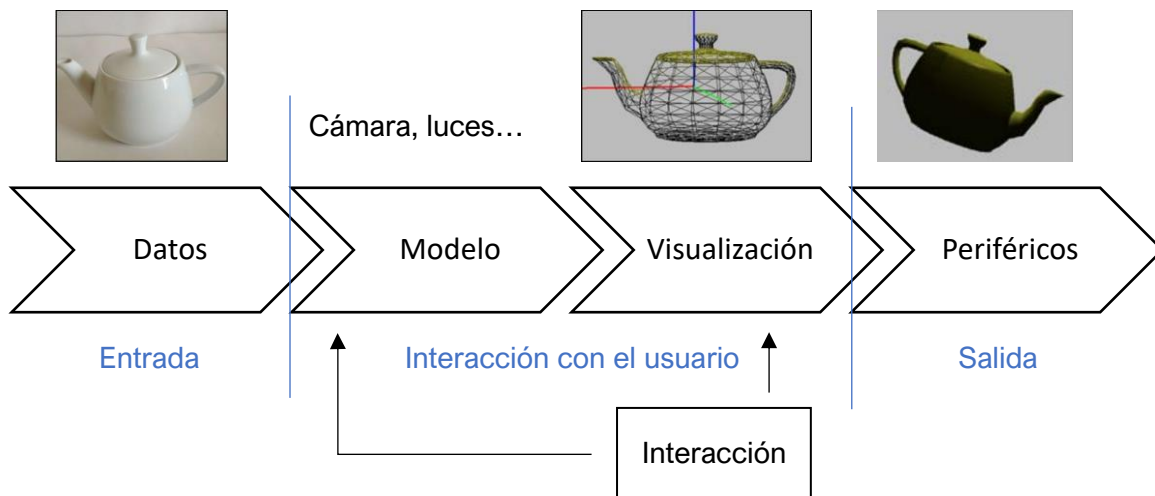 Cámara, luces…
Datos
Modelo
Visualización
Periféricos
Entrada
Interacción con el usuario
Salida
Interacción